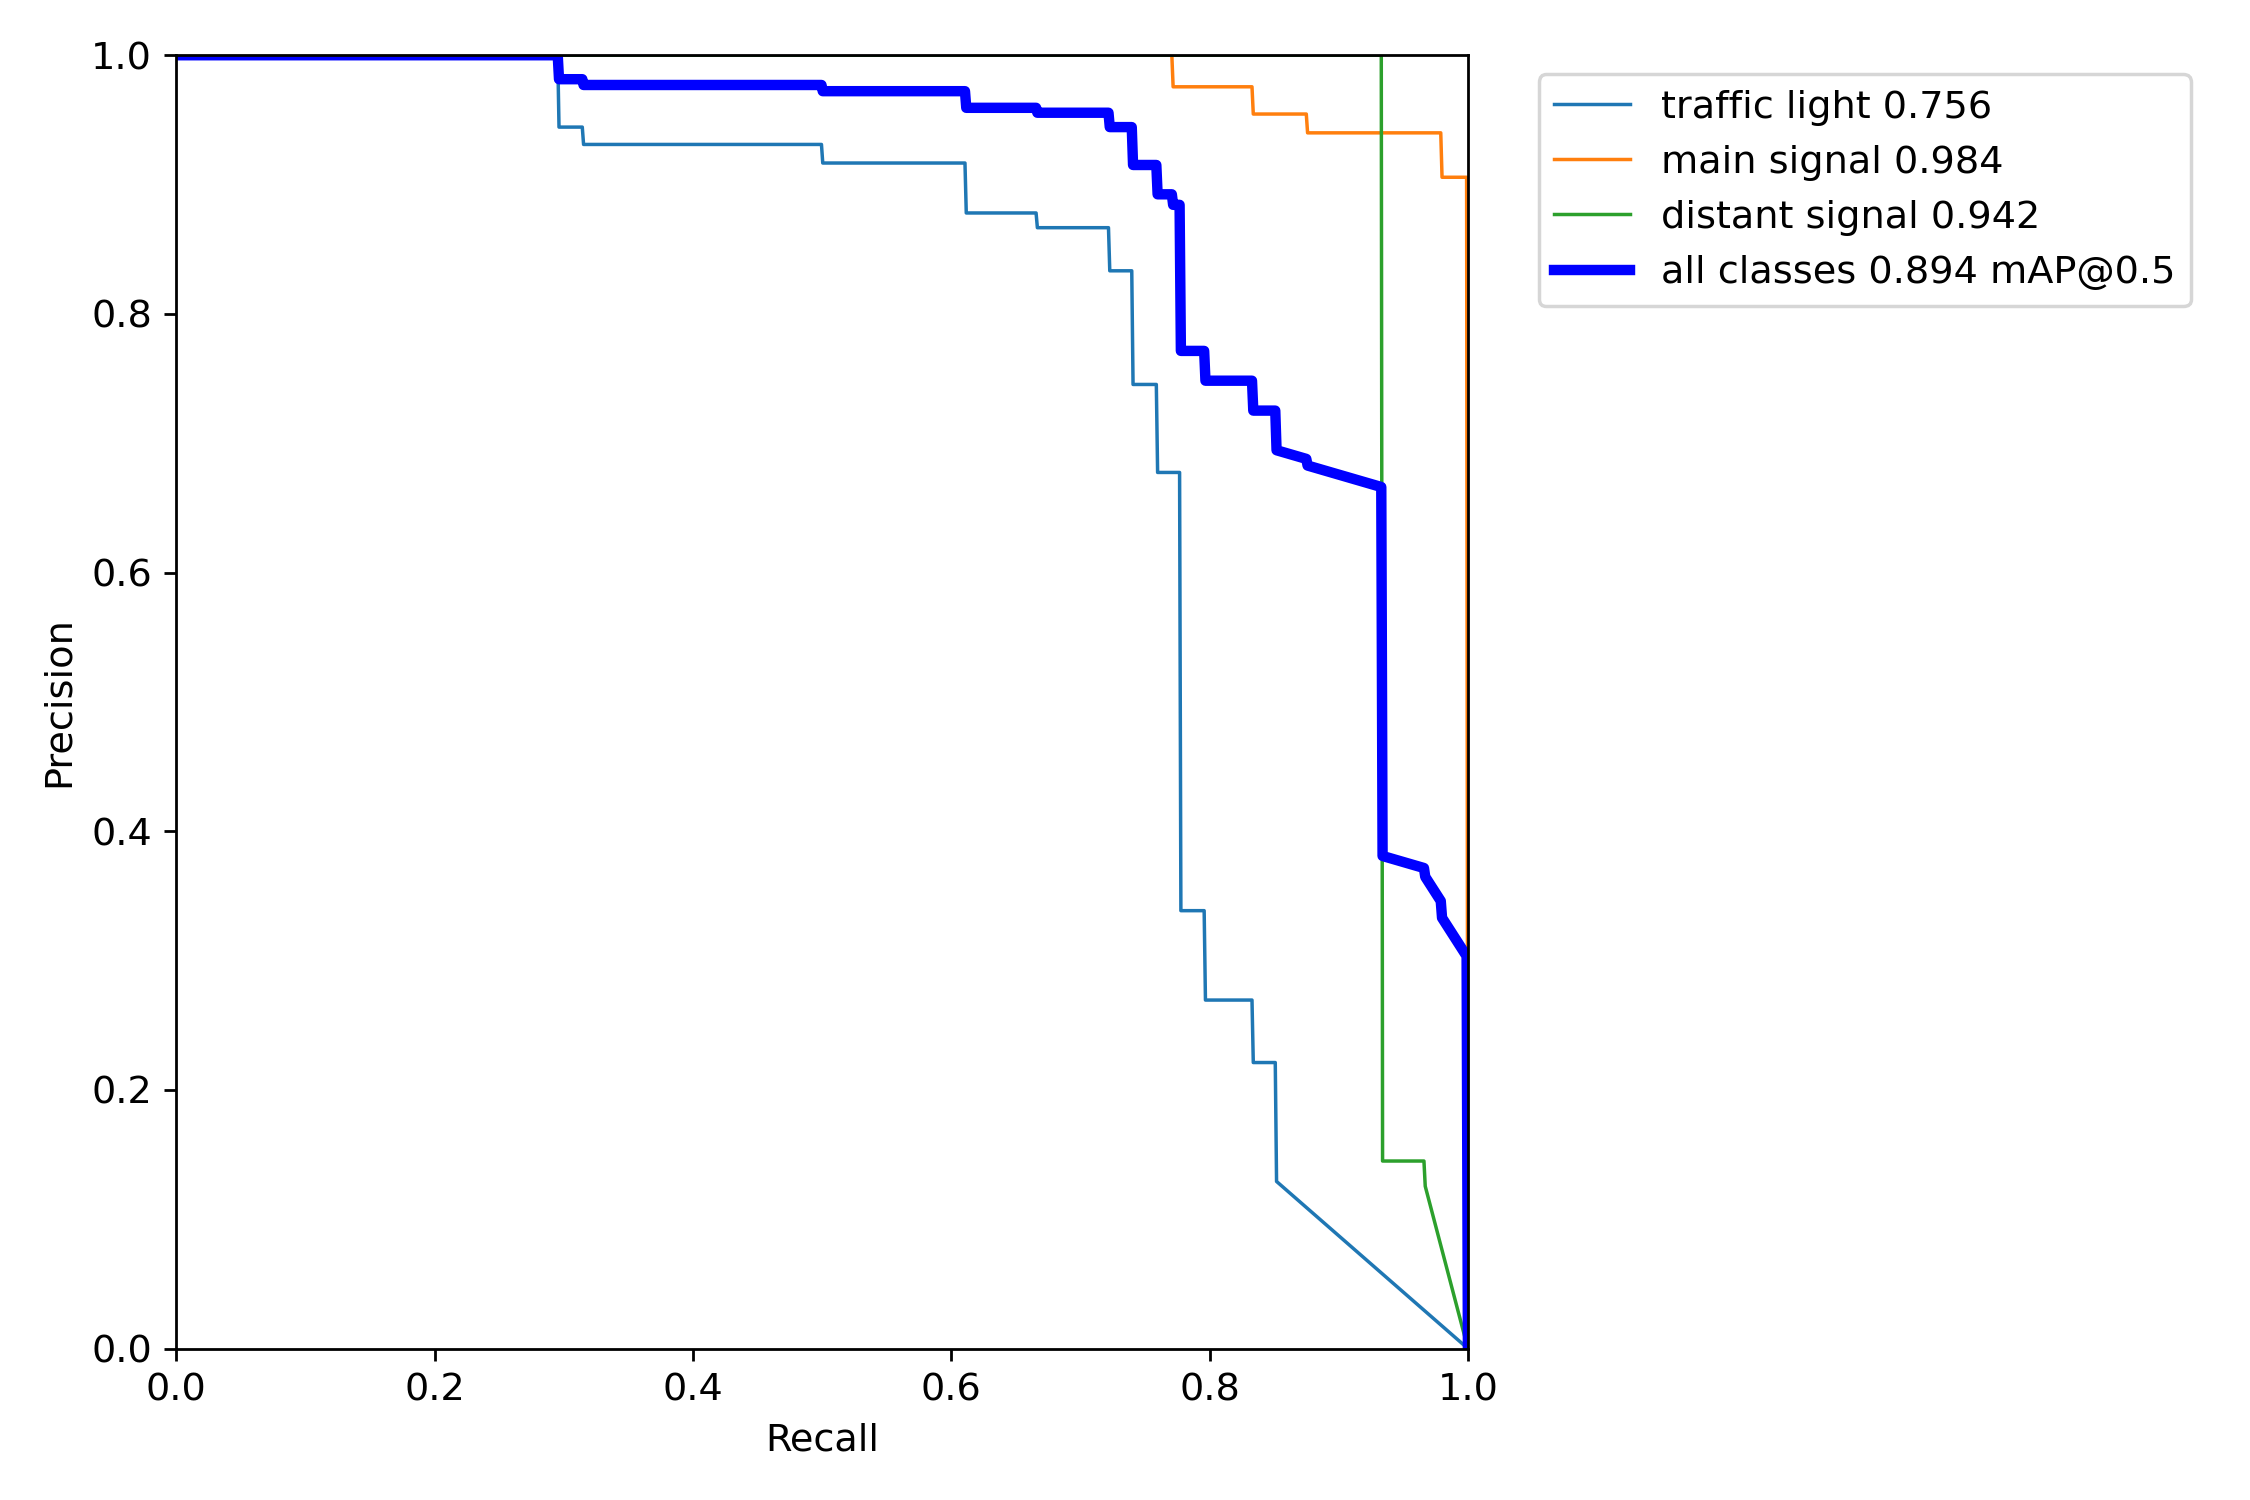 1.0
0.8
0.6
0.4
0.2
0.0
Precision
0.0 0.2 0.4 0.6 0.8 1.0
Recall
traffic light 0.756
main signal 0.984
distant signal 0.942
all classes 0.894 mAP@0.5